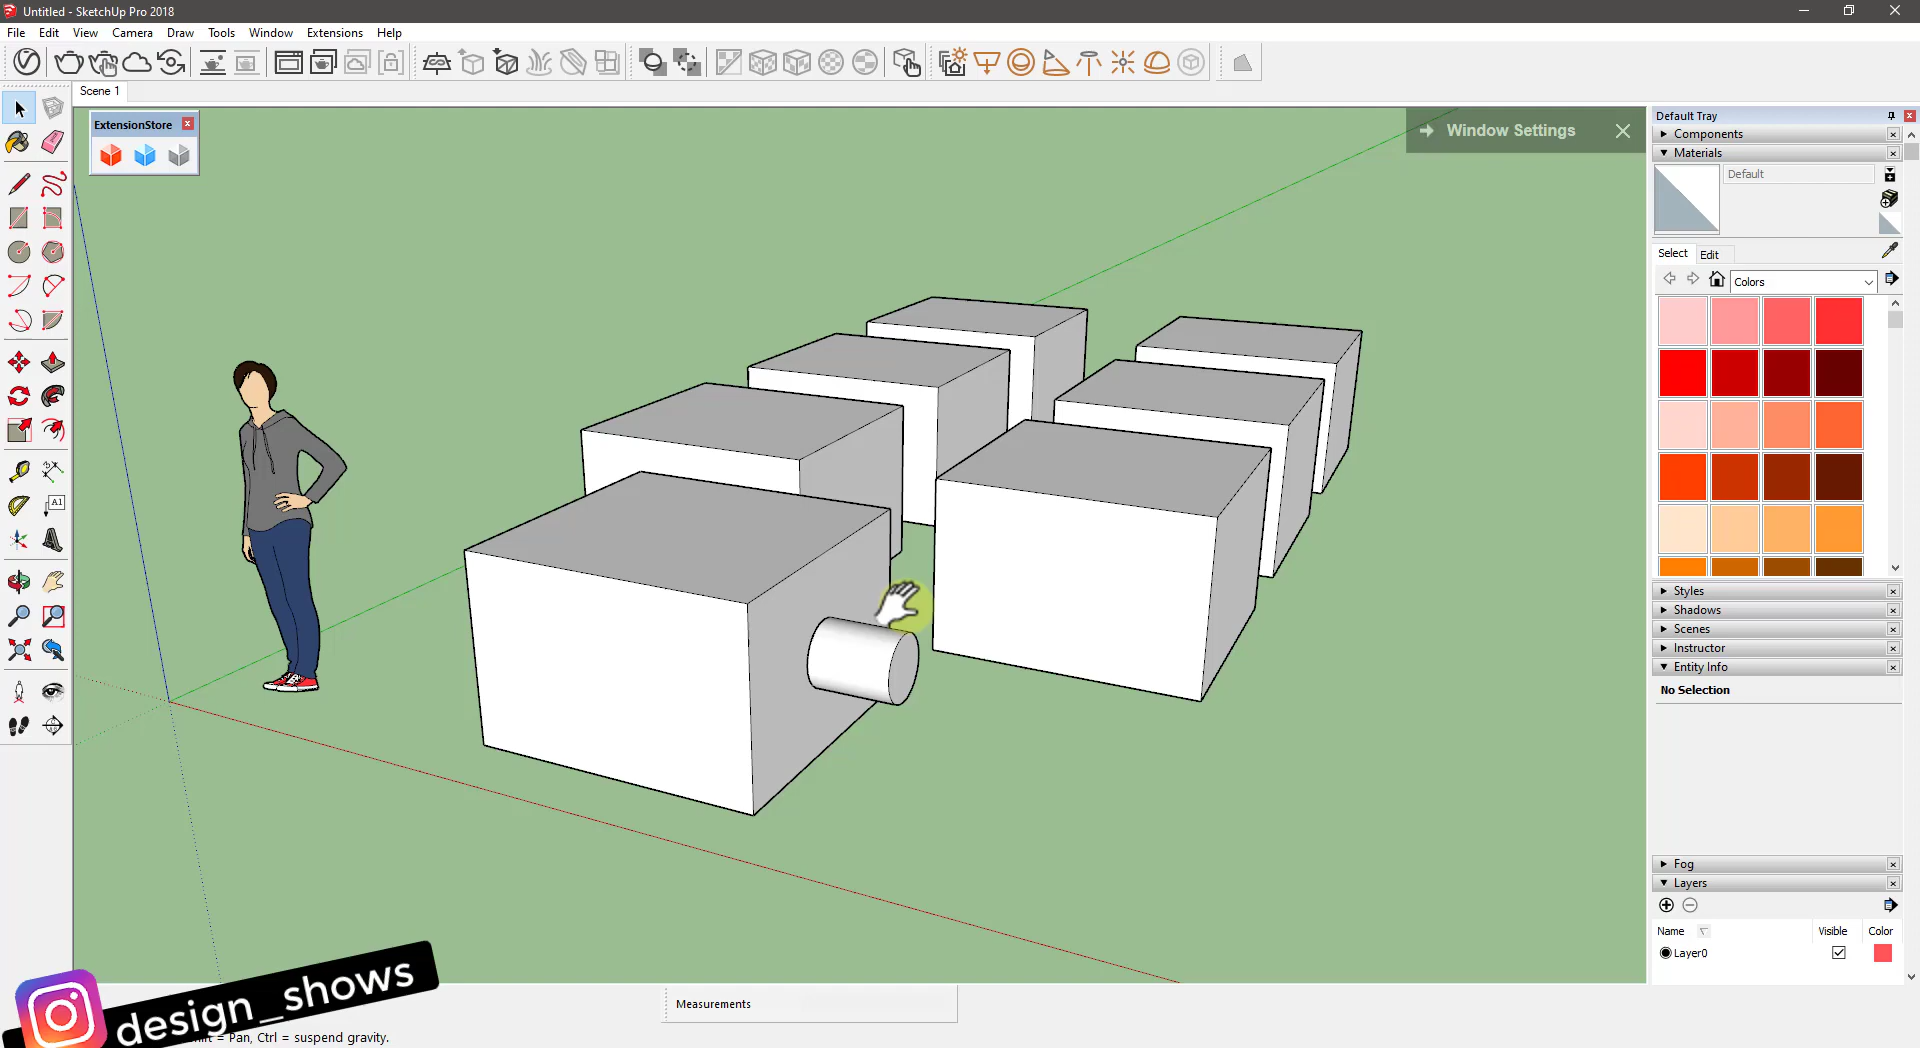 Untitled - SketchUp Pro 2018
File Edit View Camera Draw Tools Window Extensions Help
Scene 1
ExtensionStore
Window Settings
Default Tray
Components
Materials
Default
Select Edit
Colors
A1
Styles
Shadows
Scenes
Instructor
Entity Info
No Selection
Fog
Layers
Name Visible Color
Layer0
Measurements
design_shows
= Pan, Ctrl = suspend gravity.